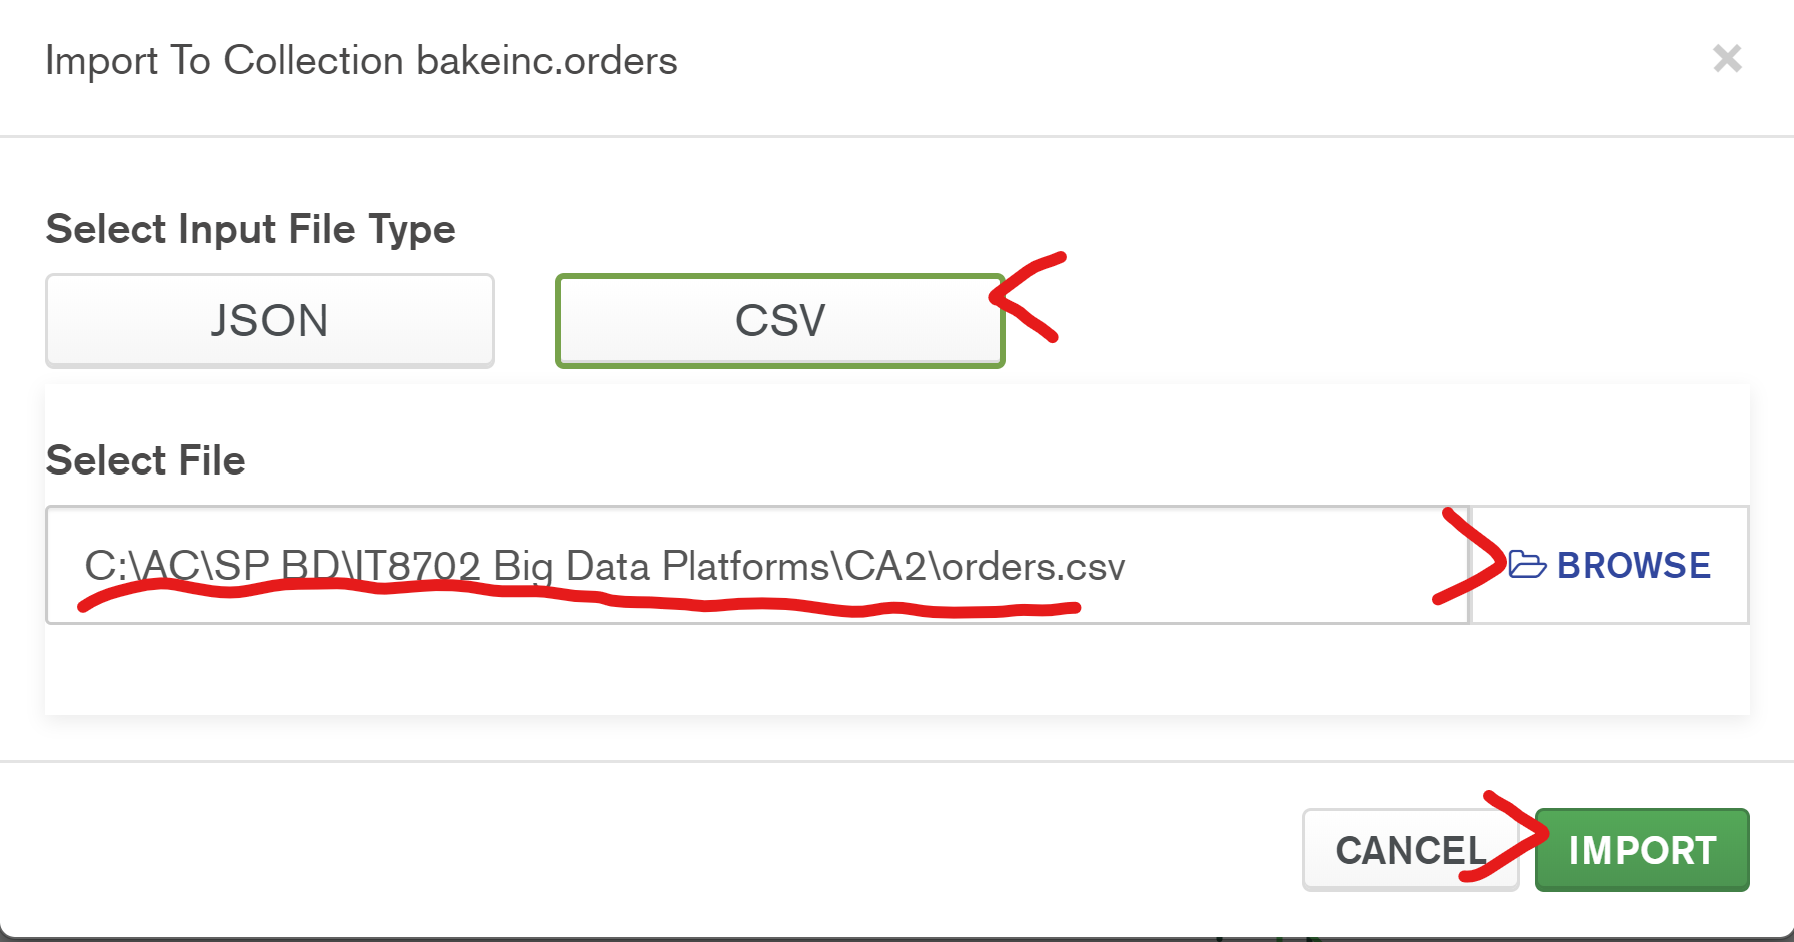 Import To Collection bakeinc.orders
Select Input File Type
JSON CSV
Select File
C:\AC\SP BD\IT8702 Big Data Platforms\CA2\orders.csv BROWSE
CANCEL IMPORT